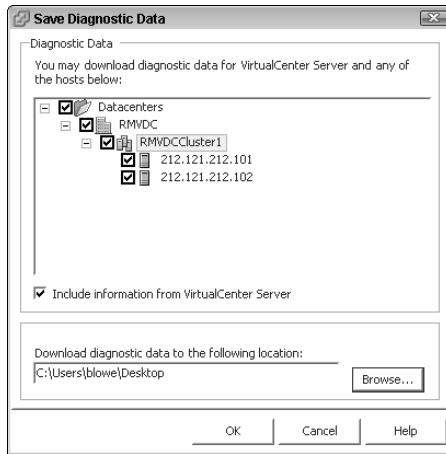 Save Diagnostic Data
Diagnostic Data
You may download diagnostic data for VirtualCenter Server and any of
the hosts below:
Datacenters
RMVDC
RMVDCCluster1
212.121.212.101
212.121.212.102
Include information from VirtualCenter Server
Download diagnostic data to the following location:
C:\Users\blowe\Desktop
Browse...
OK Cancel Help